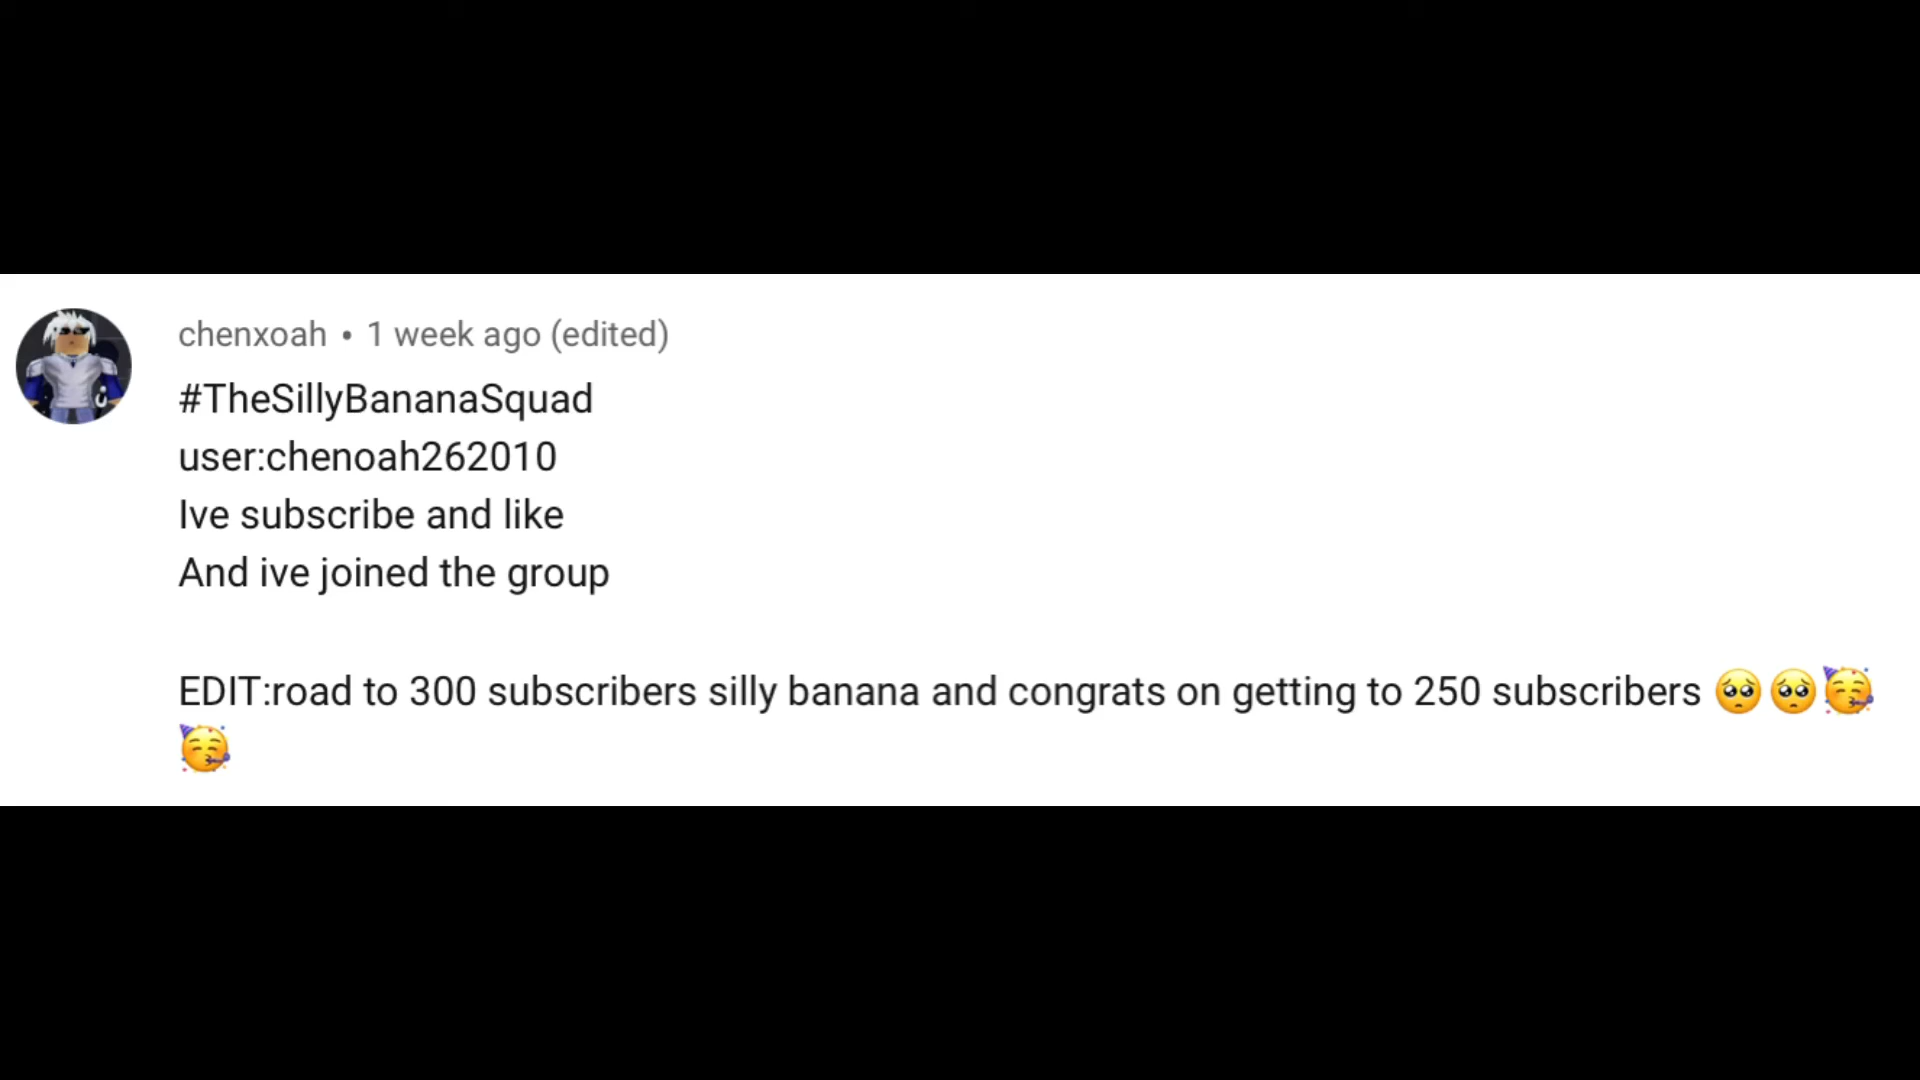 chenxoah • 1 week ago (edited)
#TheSillyBananaSquad
user:chenoah262010
Ive subscribe and like
And ive joined the group
EDIT:road to 300 subscribers silly banana and congrats on getting to 250 subscribers 🥺🥺🥳
🥳